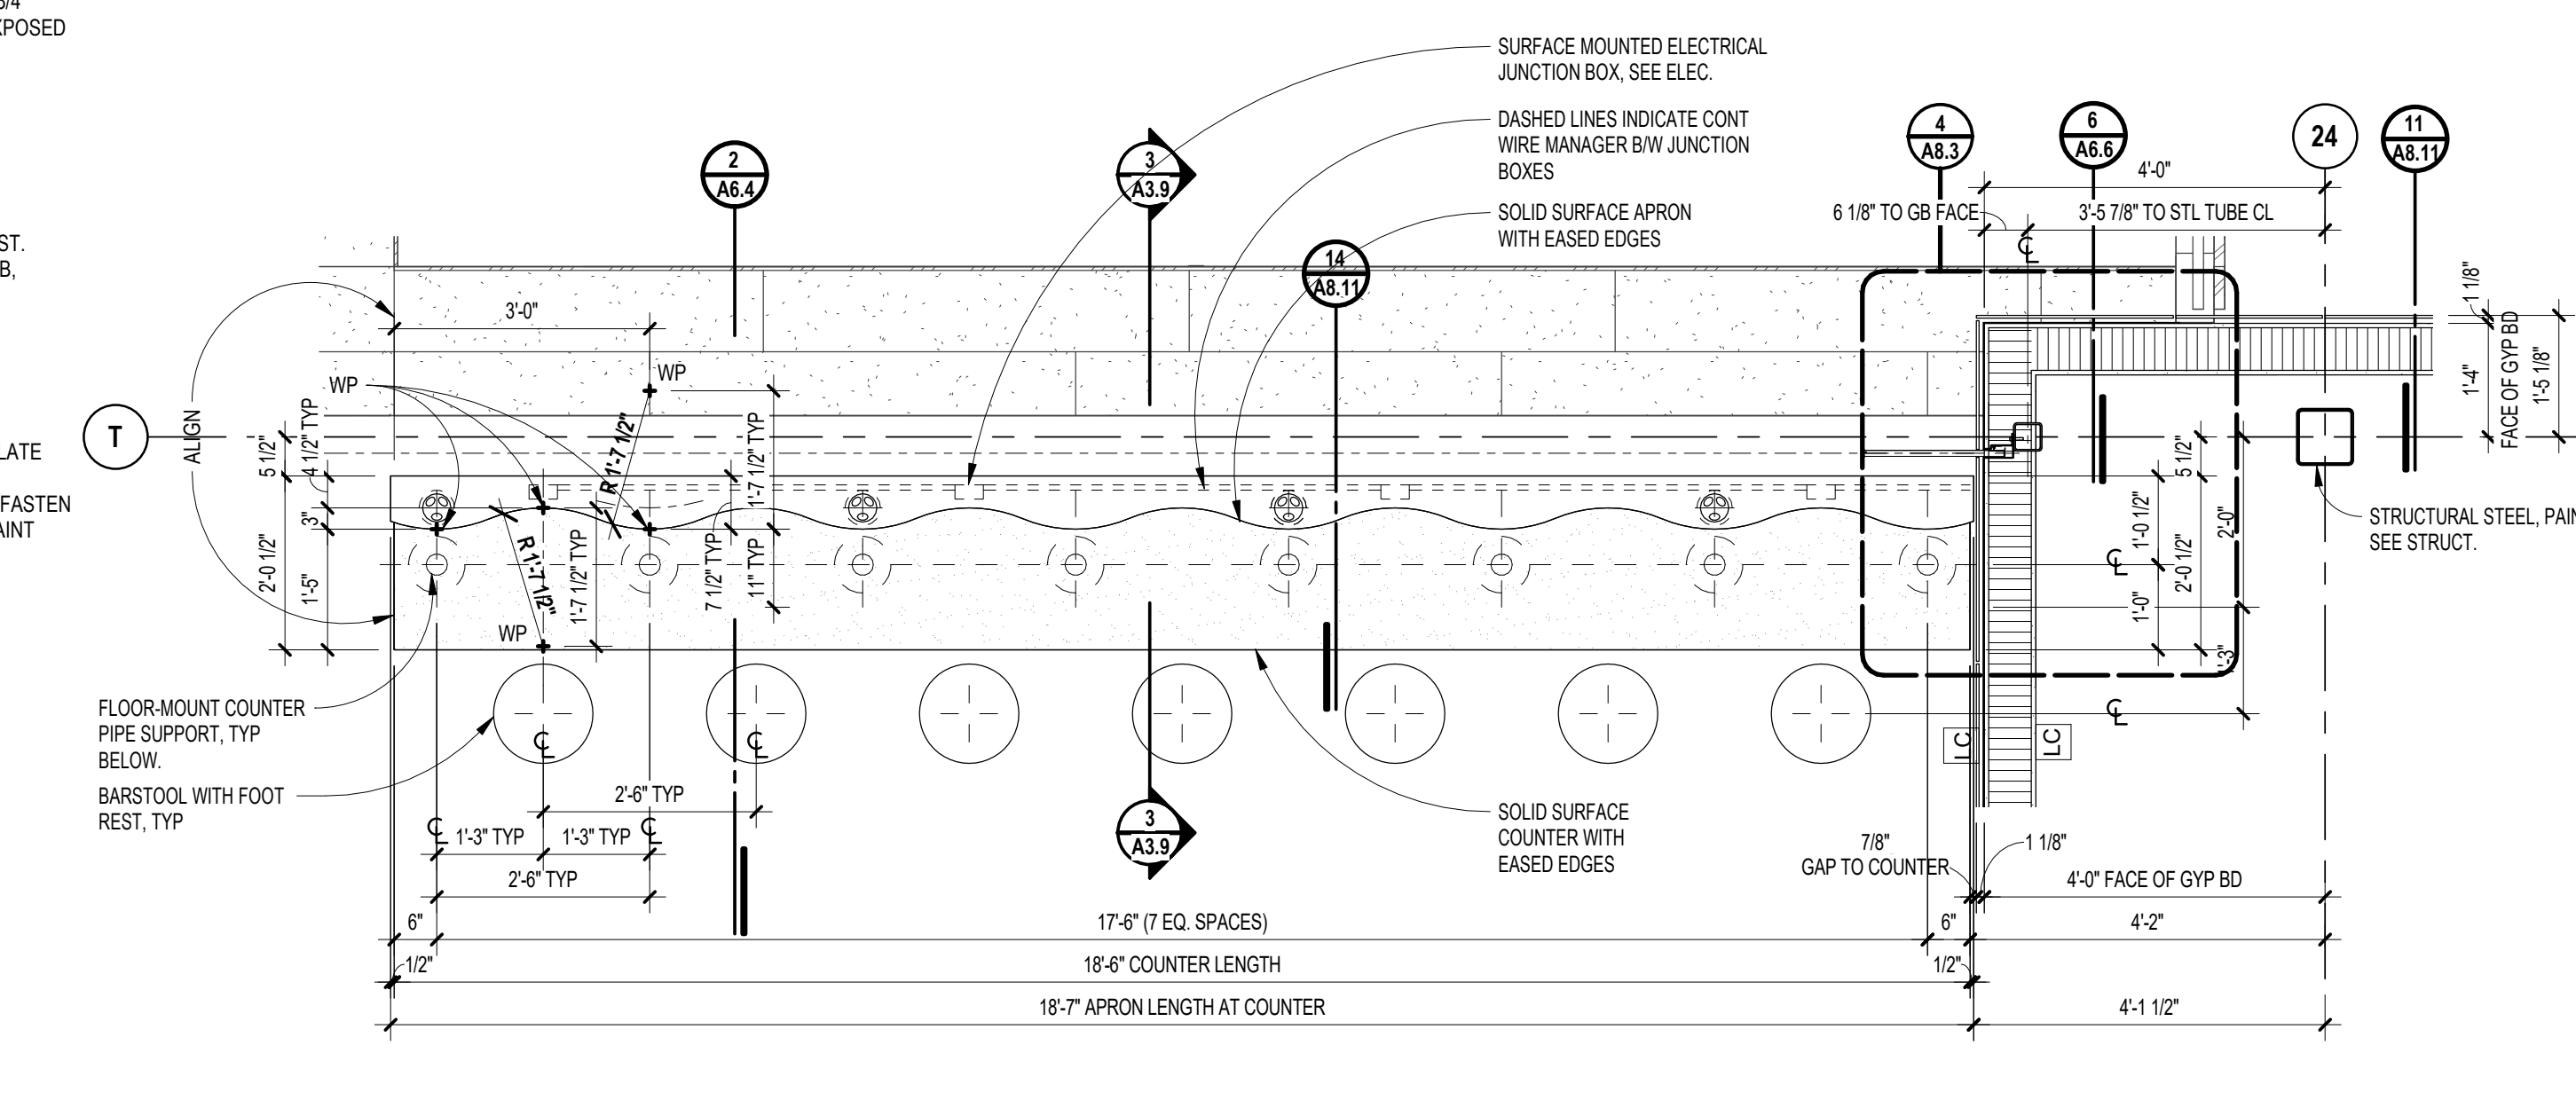 3/4
XPOSED
ST.
B,
LATE
FASTEN
AINT
SURFACE MOUNTED ELECTRICAL
JUNCTION BOX, SEE ELEC.
DASHED LINES INDICATE CONT
WIRE MANAGER B/W JUNCTION
BOXES
SOLID SURFACE APRON
WITH EASED EDGES
2
A6.4
3
A3.9
14
A8.11
4
A8.3
6
A6.6
24
11
A8.11
4'-0"
6 1/8" TO GB FACE
3'-5 7/8" TO STL TUBE CL
℄
3'-0"
WP
WP
T
ALIGN
5 1/2"
4 1/2" TYP
3"
2'-0 1/2"
1'-5"
R 1'-7 1/2"
R 1'-7 1/2"
1'-7 1/2" TYP
1'-7 1/2" TYP
7 1/2" TYP
11" TYP
WP
1 1/8"
1'-4"
FACE OF GYP BD
1'-5 1/8"
5 1/2"
1'-0 1/2"
2'-0 1/2"
2'-0"
1'-0"
1'-3"
℄
℄
STRUCTURAL STEEL, PAIN
SEE STRUCT.
FLOOR-MOUNT COUNTER
PIPE SUPPORT, TYP
BELOW.
BARSTOOL WITH FOOT
REST, TYP
℄
℄
LC
LC
2'-6" TYP
℄
1'-3" TYP
1'-3" TYP
℄
2'-6" TYP
3
A3.9
SOLID SURFACE
COUNTER WITH
EASED EDGES
7/8"
GAP TO COUNTER
1 1/8"
4'-0" FACE OF GYP BD
6"
17'-6" (7 EQ. SPACES)
6"
4'-2"
1/2"
18'-6" COUNTER LENGTH
1/2"
18'-7" APRON LENGTH AT COUNTER
4'-1 1/2"